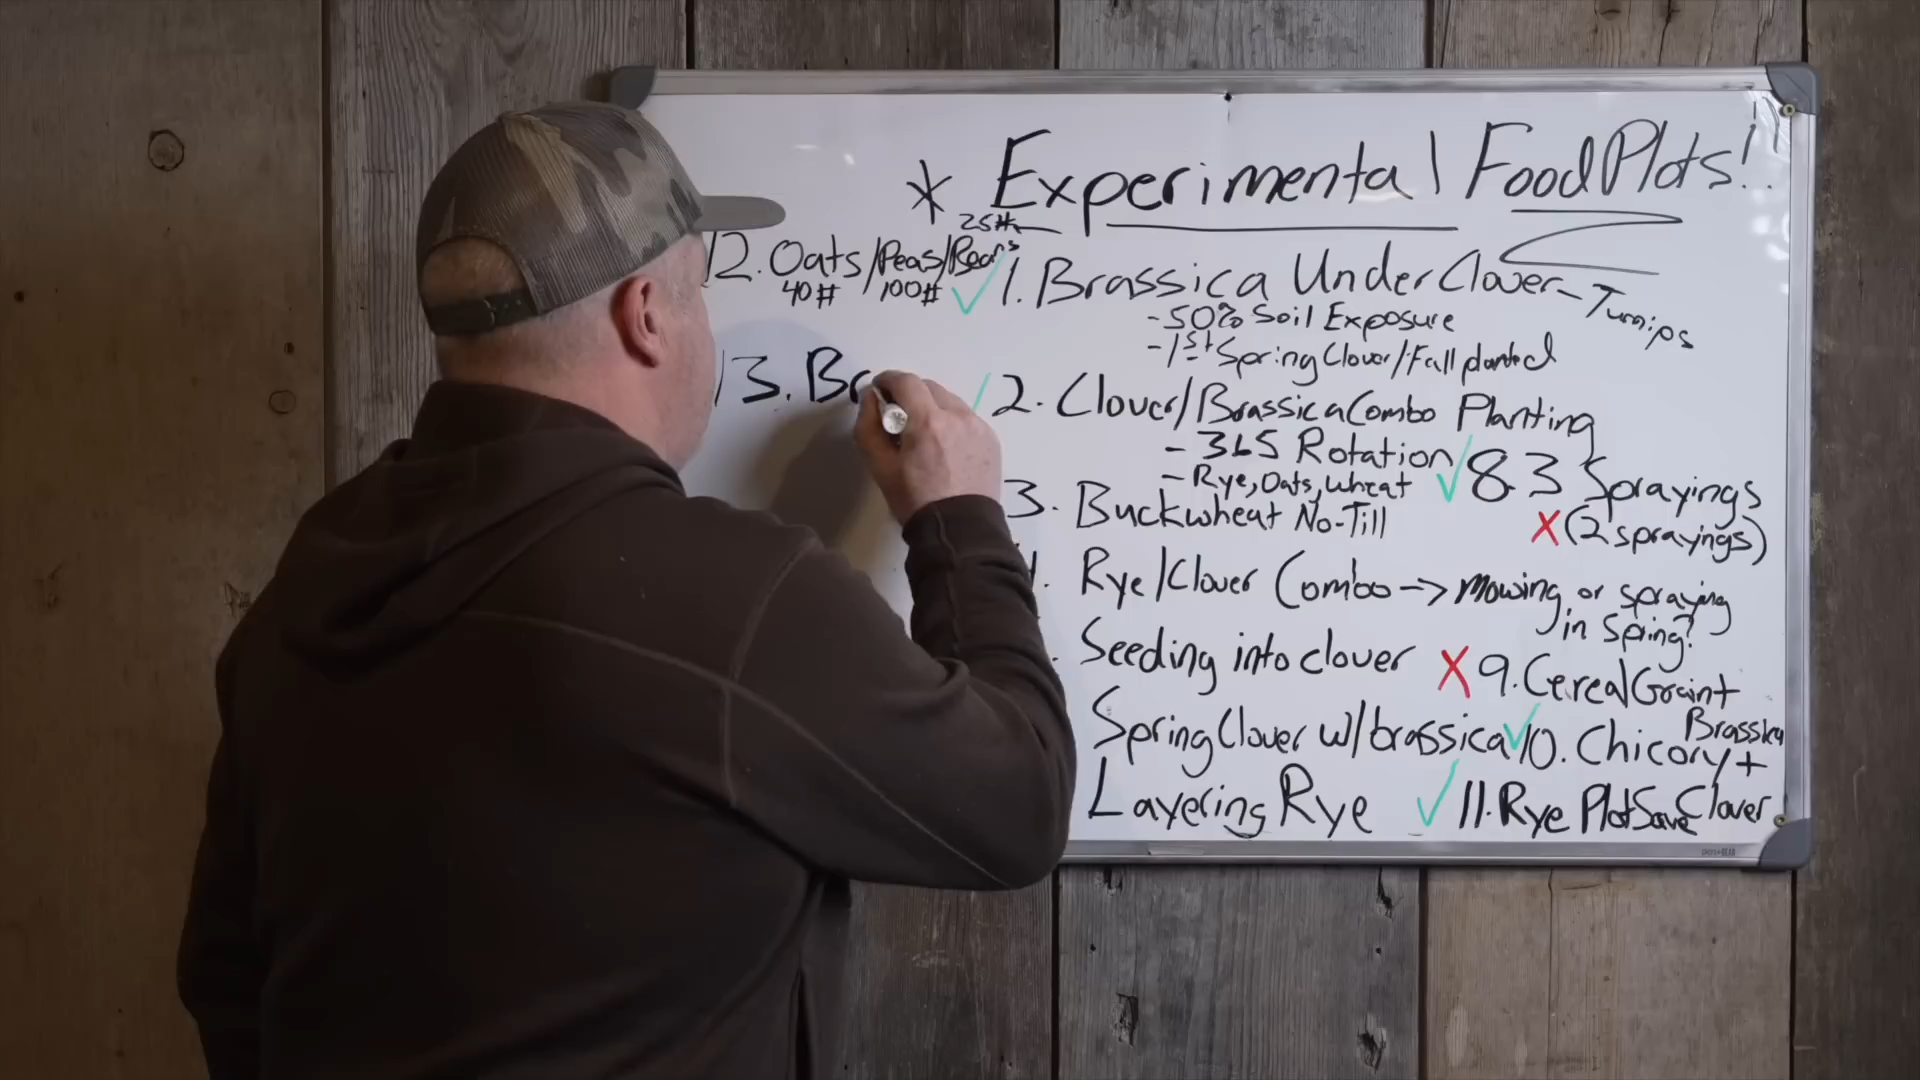 * Experimental Food Plots!!
25#
12. Oats/Peas/Beans
40# 100#
13. Br
✓ 1. Brassica Under Clover - Turnips
- 50% Soil Exposure
- 1st Spring Clover/Fall planted
✓ 2. Clover/Brassica Combo Planting
- 365 Rotation
- Rye, Oats, Wheat
3. Buckwheat No-Till
✓ 8. 3 Sprayings
X (2 sprayings)
. Rye/Clover Combo -> Mowing or spraying
in Spring?
. Seeding into clover
Spring Clover w/brassica
Layering Rye
X 9. Cereal Grain +
Brassica
✓ 10. Chicory +
Clover
✓ 11. Rye Plot Save